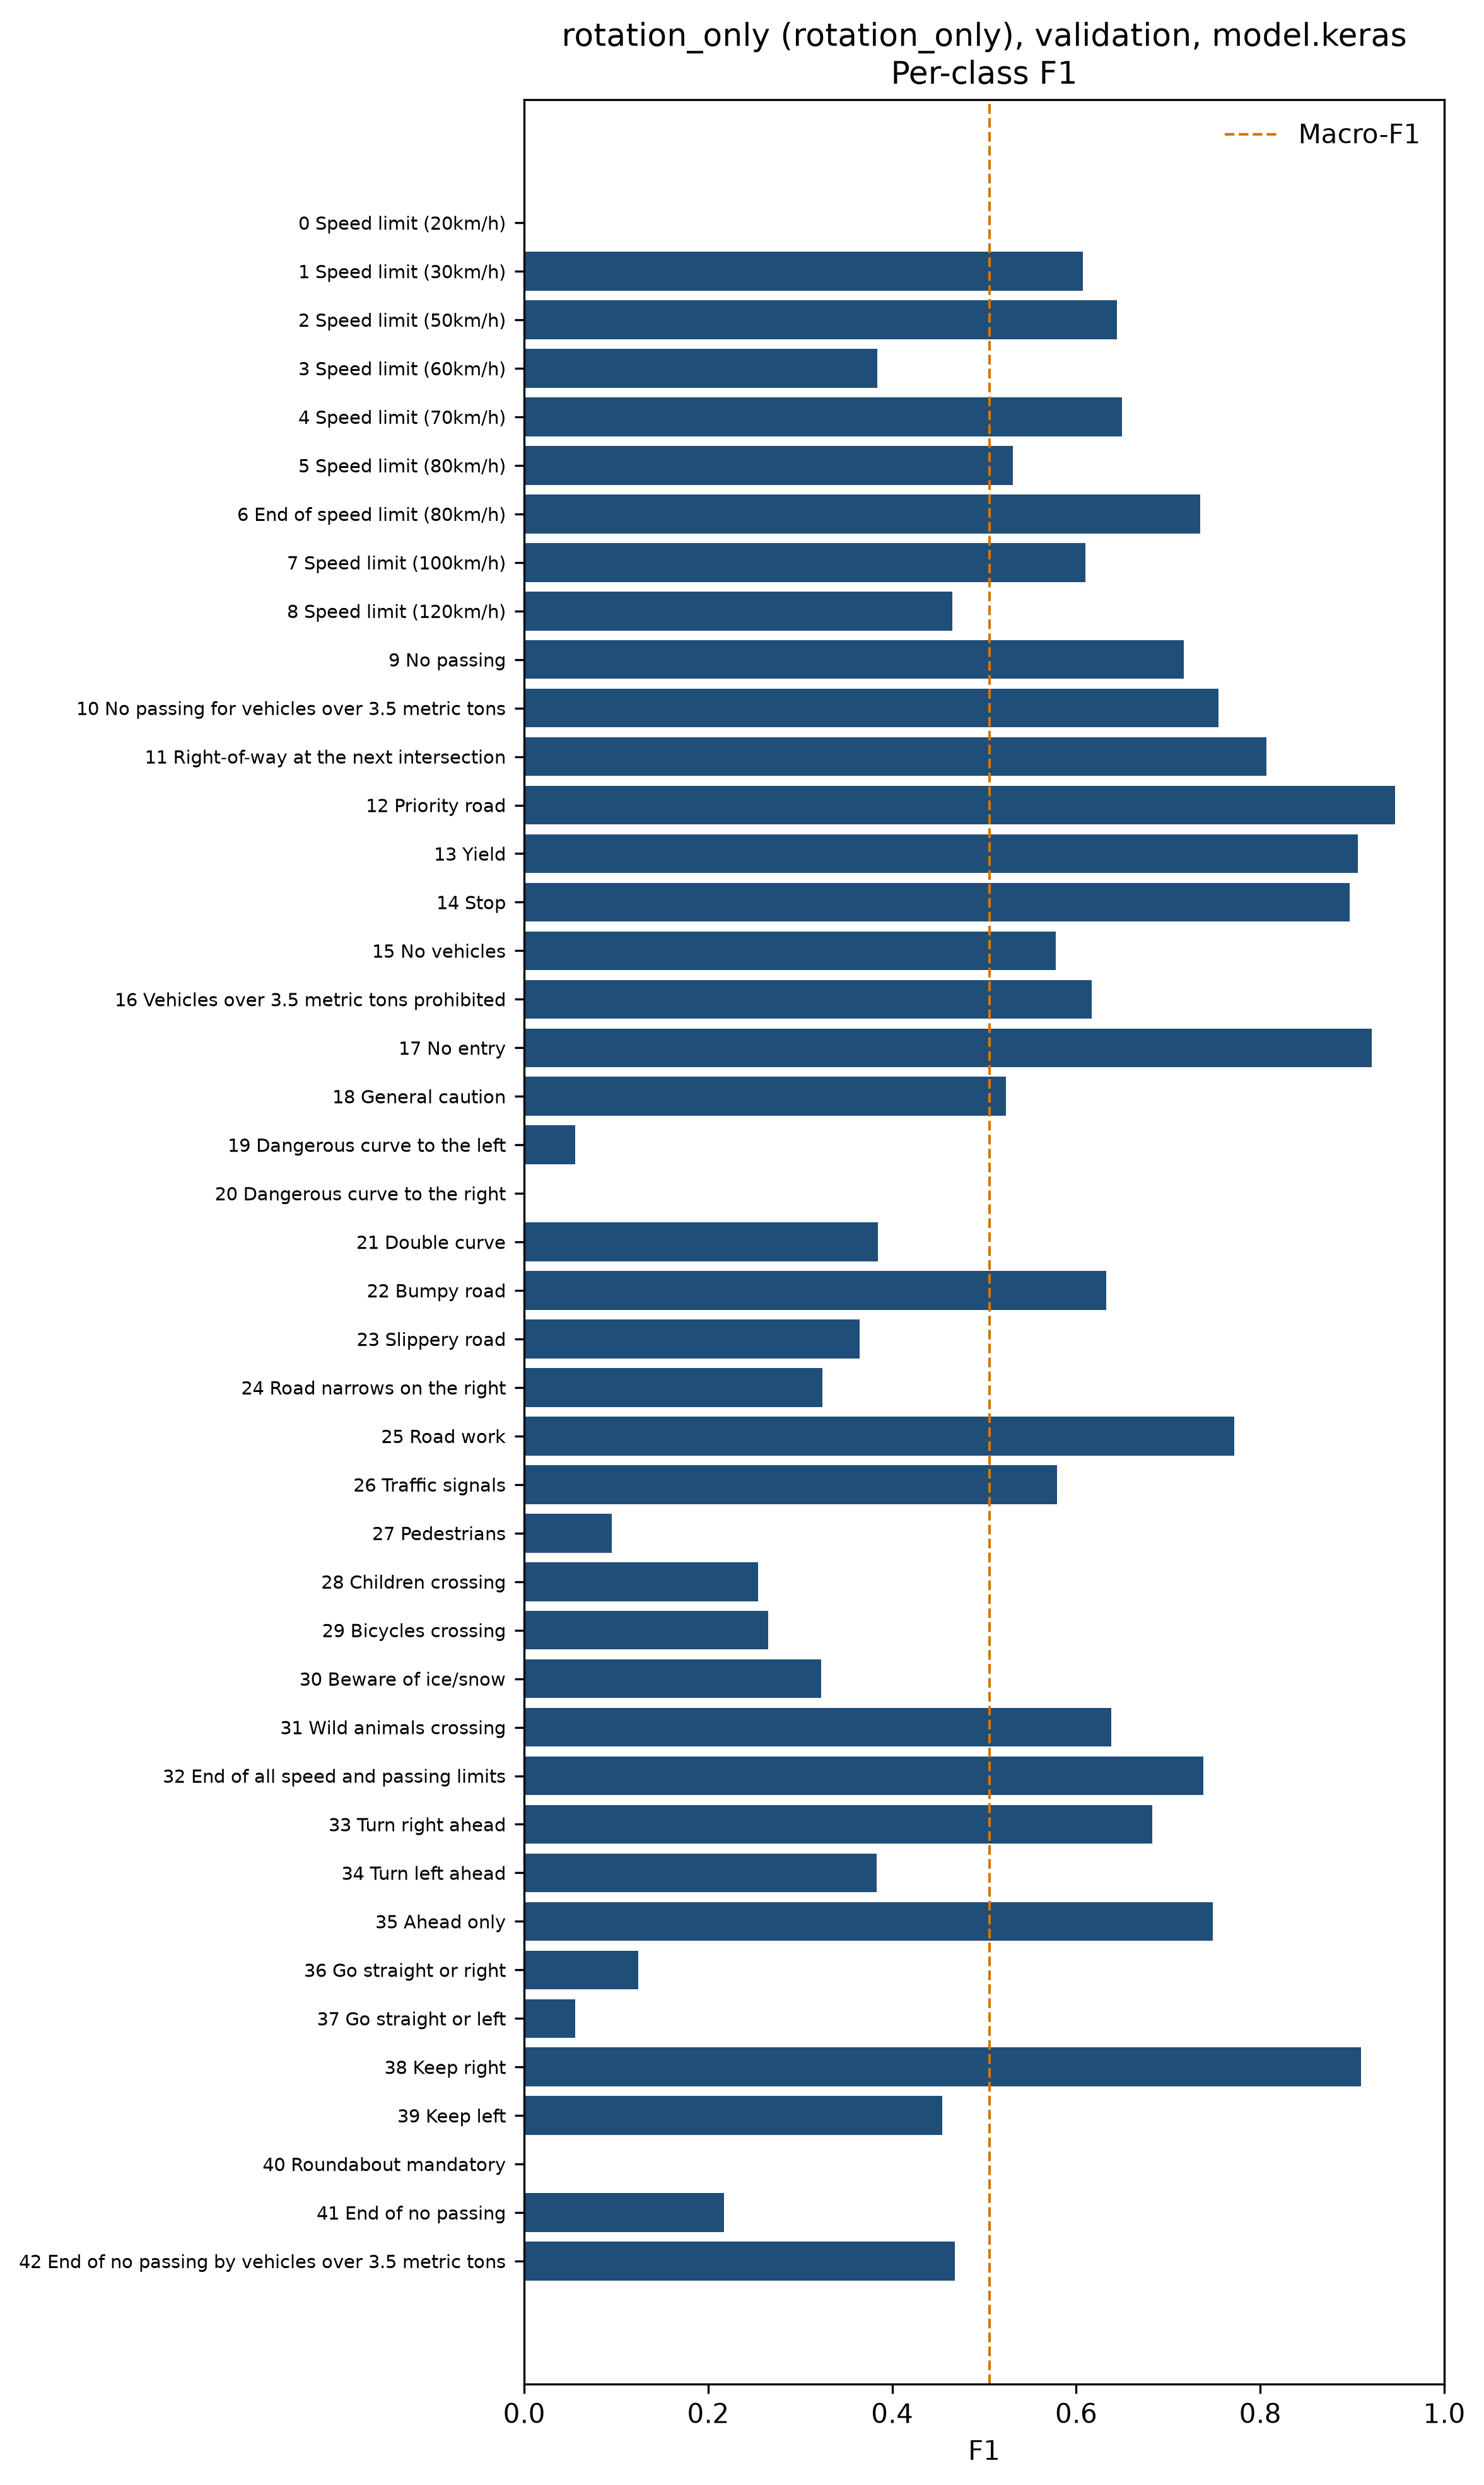 rotation_only (rotation_only), validation, model.keras
Per-class F1
Macro-F1
0 Speed limit (20km/h)
1 Speed limit (30km/h)
2 Speed limit (50km/h)
3 Speed limit (60km/h)
4 Speed limit (70km/h)
5 Speed limit (80km/h)
6 End of speed limit (80km/h)
7 Speed limit (100km/h)
8 Speed limit (120km/h)
9 No passing
10 No passing for vehicles over 3.5 metric tons
11 Right-of-way at the next intersection
12 Priority road
13 Yield
14 Stop
15 No vehicles
16 Vehicles over 3.5 metric tons prohibited
17 No entry
18 General caution
19 Dangerous curve to the left
20 Dangerous curve to the right
21 Double curve
22 Bumpy road
23 Slippery road
24 Road narrows on the right
25 Road work
26 Traffic signals
27 Pedestrians
28 Children crossing
29 Bicycles crossing
30 Beware of ice/snow
31 Wild animals crossing
32 End of all speed and passing limits
33 Turn right ahead
34 Turn left ahead
35 Ahead only
36 Go straight or right
37 Go straight or left
38 Keep right
39 Keep left
40 Roundabout mandatory
41 End of no passing
42 End of no passing by vehicles over 3.5 metric tons
0.0 0.2 0.4 0.6 0.8 1.0
F1